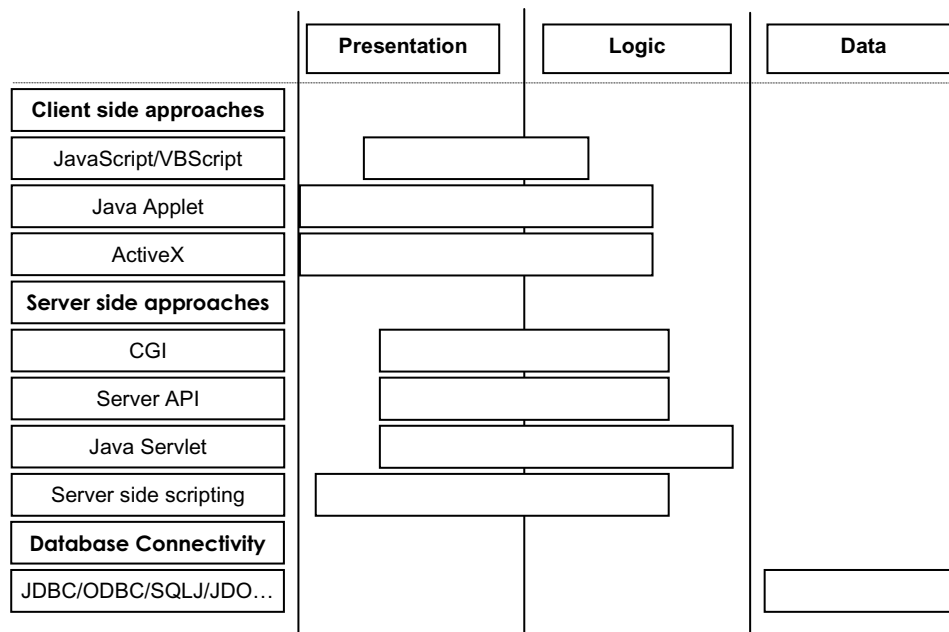 Presentation Logic Data
Client side approaches
JavaScript/VBScript
Java Applet
ActiveX
Server side approaches
CGI
Server API
Java Servlet
Server side scripting
Database Connectivity
JDBC/ODBC/SQLJ/JDO…